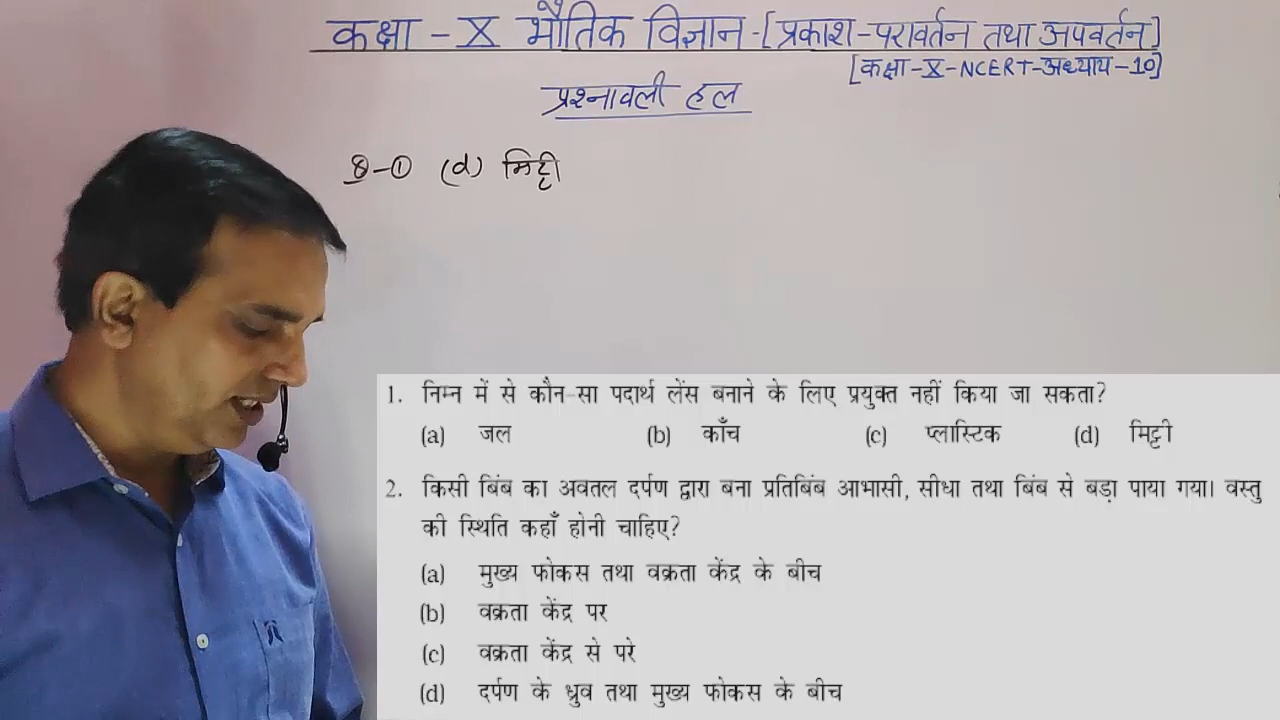 कक्षा - X भौतिक विज्ञान - [प्रकाश-परावर्तन तथा अपवर्तन]
[कक्षा-X-NCERT-अध्याय-10]
प्रश्नावली हल
8-① (d) मिट्टी
1. निम्न में से कौन-सा पदार्थ लेंस बनाने के लिए प्रयुक्त नहीं किया जा सकता?
(a) जल (b) काँच (c) प्लास्टिक (d) मिट्टी
2. किसी बिंब का अवतल दर्पण द्वारा बना प्रतिबिंब आभासी, सीधा तथा बिंब से बड़ा पाया गया। वस्तु
की स्थिति कहाँ होनी चाहिए?
(a) मुख्य फोकस तथा वक्रता केंद्र के बीच
(b) वक्रता केंद्र पर
(c) वक्रता केंद्र से परे
(d) दर्पण के ध्रुव तथा मुख्य फोकस के बीच